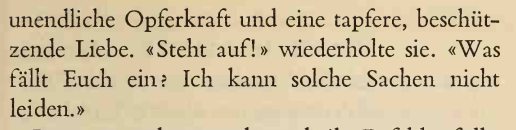 unendliche Opferkraft und eine tapfere, beschüt-
zende Liebe. «Steht auf!» wiederholte sie. «Was
fällt Euch ein? Ich kann solche Sachen nicht
leiden.»